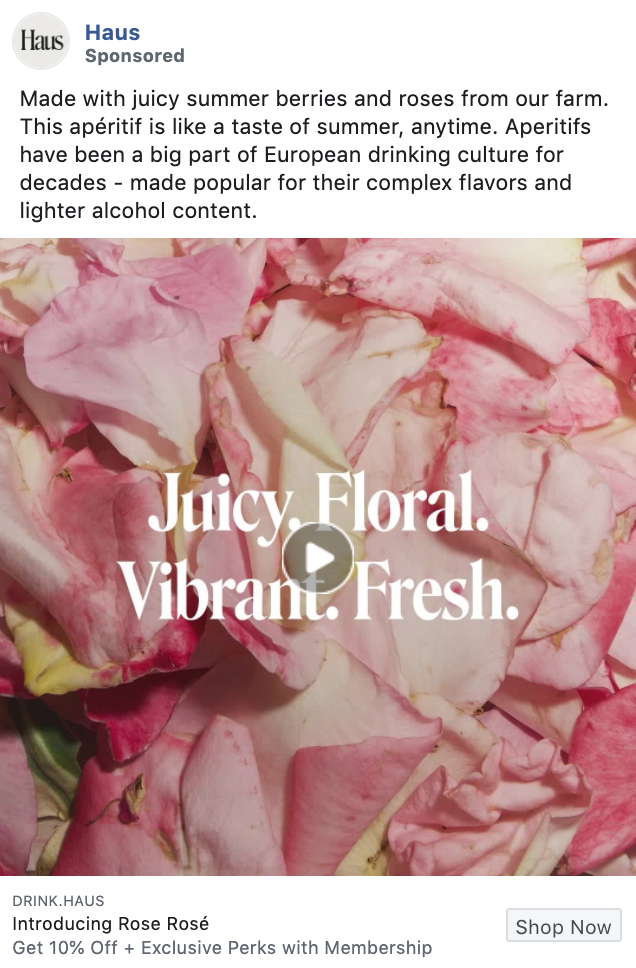 Haus
Haus
Sponsored
Made with juicy summer berries and roses from our farm.
This apéritif is like a taste of summer, anytime. Aperitifs
have been a big part of European drinking culture for
decades - made popular for their complex flavors and
lighter alcohol content.
Juicy. Floral.
Vibrant. Fresh.
DRINK.HAUS
Introducing Rose Rosé
Get 10% Off + Exclusive Perks with Membership
Shop Now